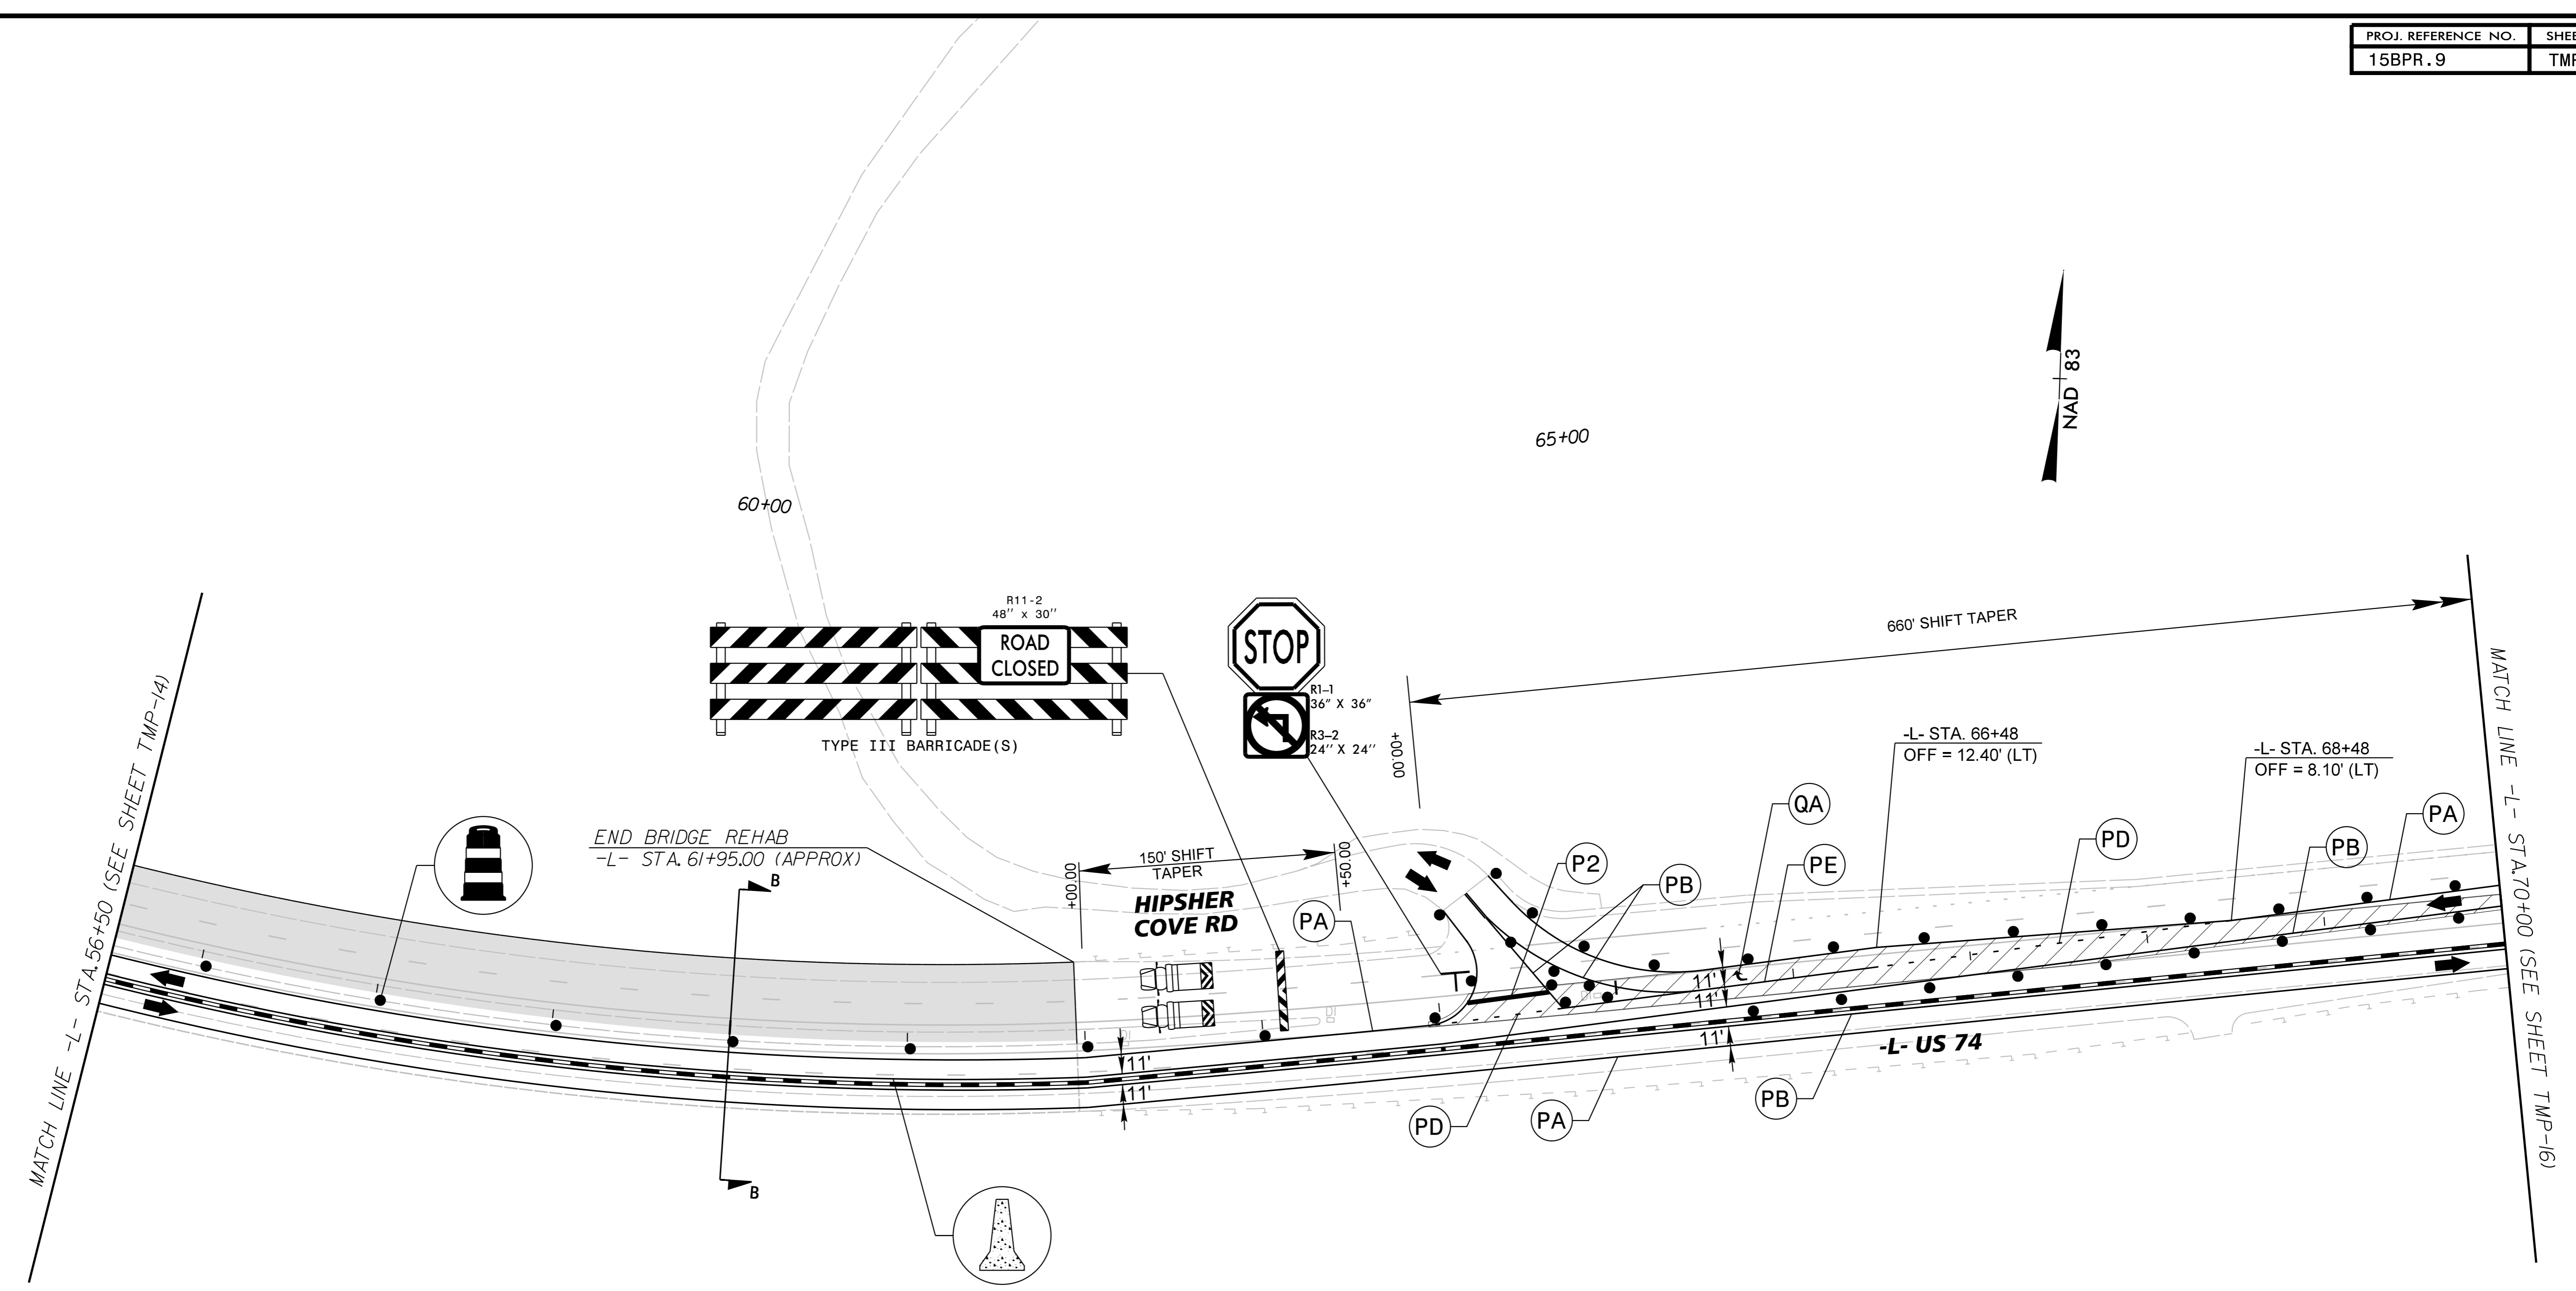 PROJ. REFERENCE NO.
15BPR.9
NAD 83
65+00
60+00
R11-2
48" x 30"
ROAD
CLOSED
TYPE III BARRICADE(S)
STOP
R1-1
36" X 36"
R3-2
24" X 24"
660' SHIFT TAPER
+00.00
-L- STA. 66+48
OFF = 12.40' (LT)
-L- STA. 68+48
OFF = 8.10' (LT)
MATCH LINE -L- STA.56+50 (SEE SHEET TMP-14)
MATCH LINE -L- STA.70+00 (SEE SHEET TMP-16)
END BRIDGE REHAB
-L- STA. 61+95.00 (APPROX)
B
B
+00.00
150' SHIFT
TAPER
+50.00
HIPSHER
COVE RD
PA
P2
PB
QA
PE
PD
PB
PA
11'
11'
11'
11'
11'
-L- US 74
PD
PA
PB